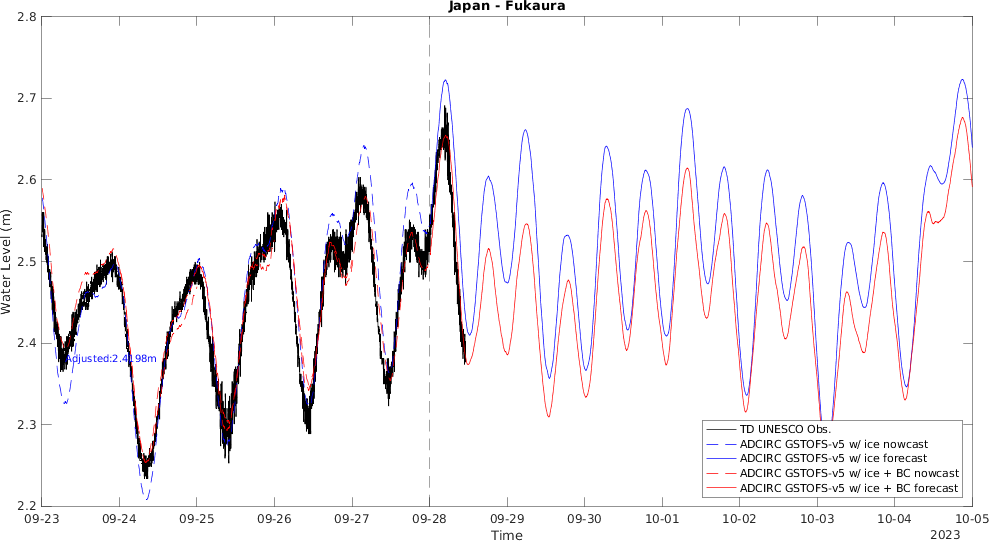 Japan - Fukaura
2.8
2.7
2.6
2.5
2.4
2.3
2.2
Water Level (m)
Adjusted:2.4198m
TD UNESCO Obs.
ADCIRC GSTOFS-v5 w/ ice nowcast
ADCIRC GSTOFS-v5 w/ ice forecast
ADCIRC GSTOFS-v5 w/ ice + BC nowcast
ADCIRC GSTOFS-v5 w/ ice + BC forecast
09-23 09-24 09-25 09-26 09-27 09-28 09-29 09-30 10-01 10-02 10-03 10-04 10-05
Time
2023